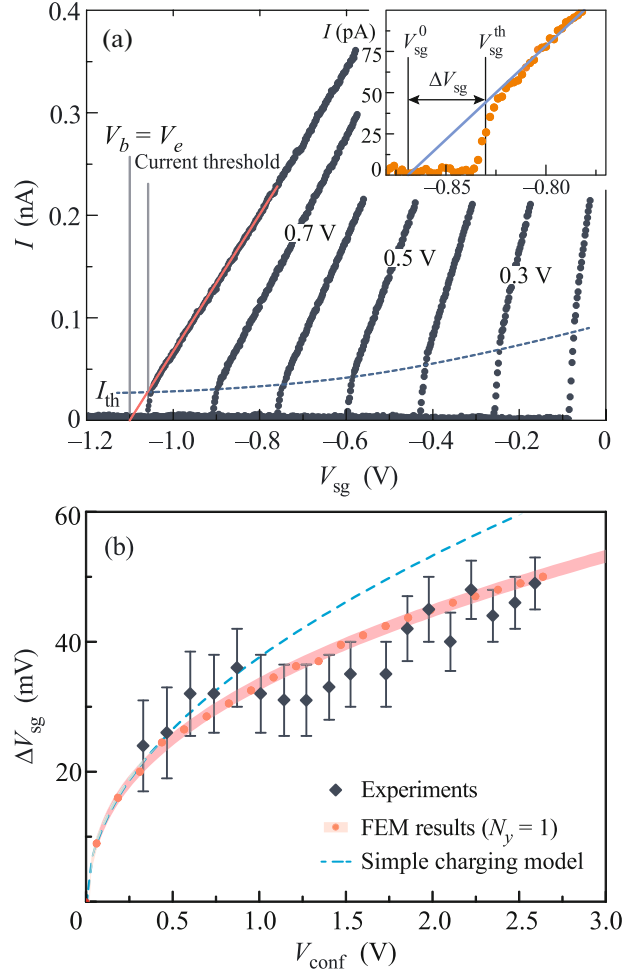 (a)
I (pA)
V_sg^0
V_sg^th
ΔV_sg
75
50
25
0
−0.85
−0.80
0.4
0.3
0.2
0.1
0
I (nA)
V_b = V_e
Current threshold
0.7 V
0.5 V
0.3 V
I_th
−1.2
−1.0
−0.8
−0.6
−0.4
−0.2
0
V_sg (V)
(b)
60
40
20
ΔV_sg (mV)
Experiments
FEM results (N_y = 1)
Simple charging model
0
0.5
1.0
1.5
2.0
2.5
3.0
V_conf (V)